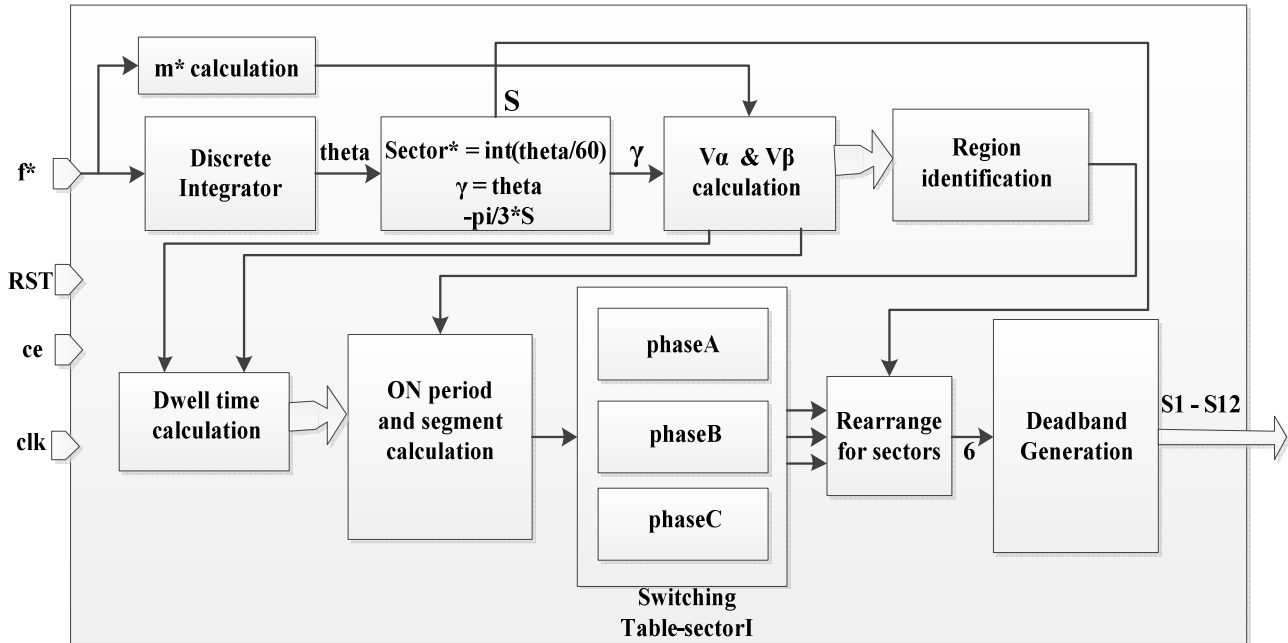 m* calculation
S
f*
Discrete
Integrator
theta
Sector* = int(theta/60)
γ = theta
-pi/3*S
γ
Vα & Vβ
calculation
Region
identification
RST
ce
clk
Dwell time
calculation
ON period
and segment
calculation
phaseA
phaseB
phaseC
Switching
Table-sectorI
Rearrange
for sectors
6
Deadband
Generation
S1 - S12